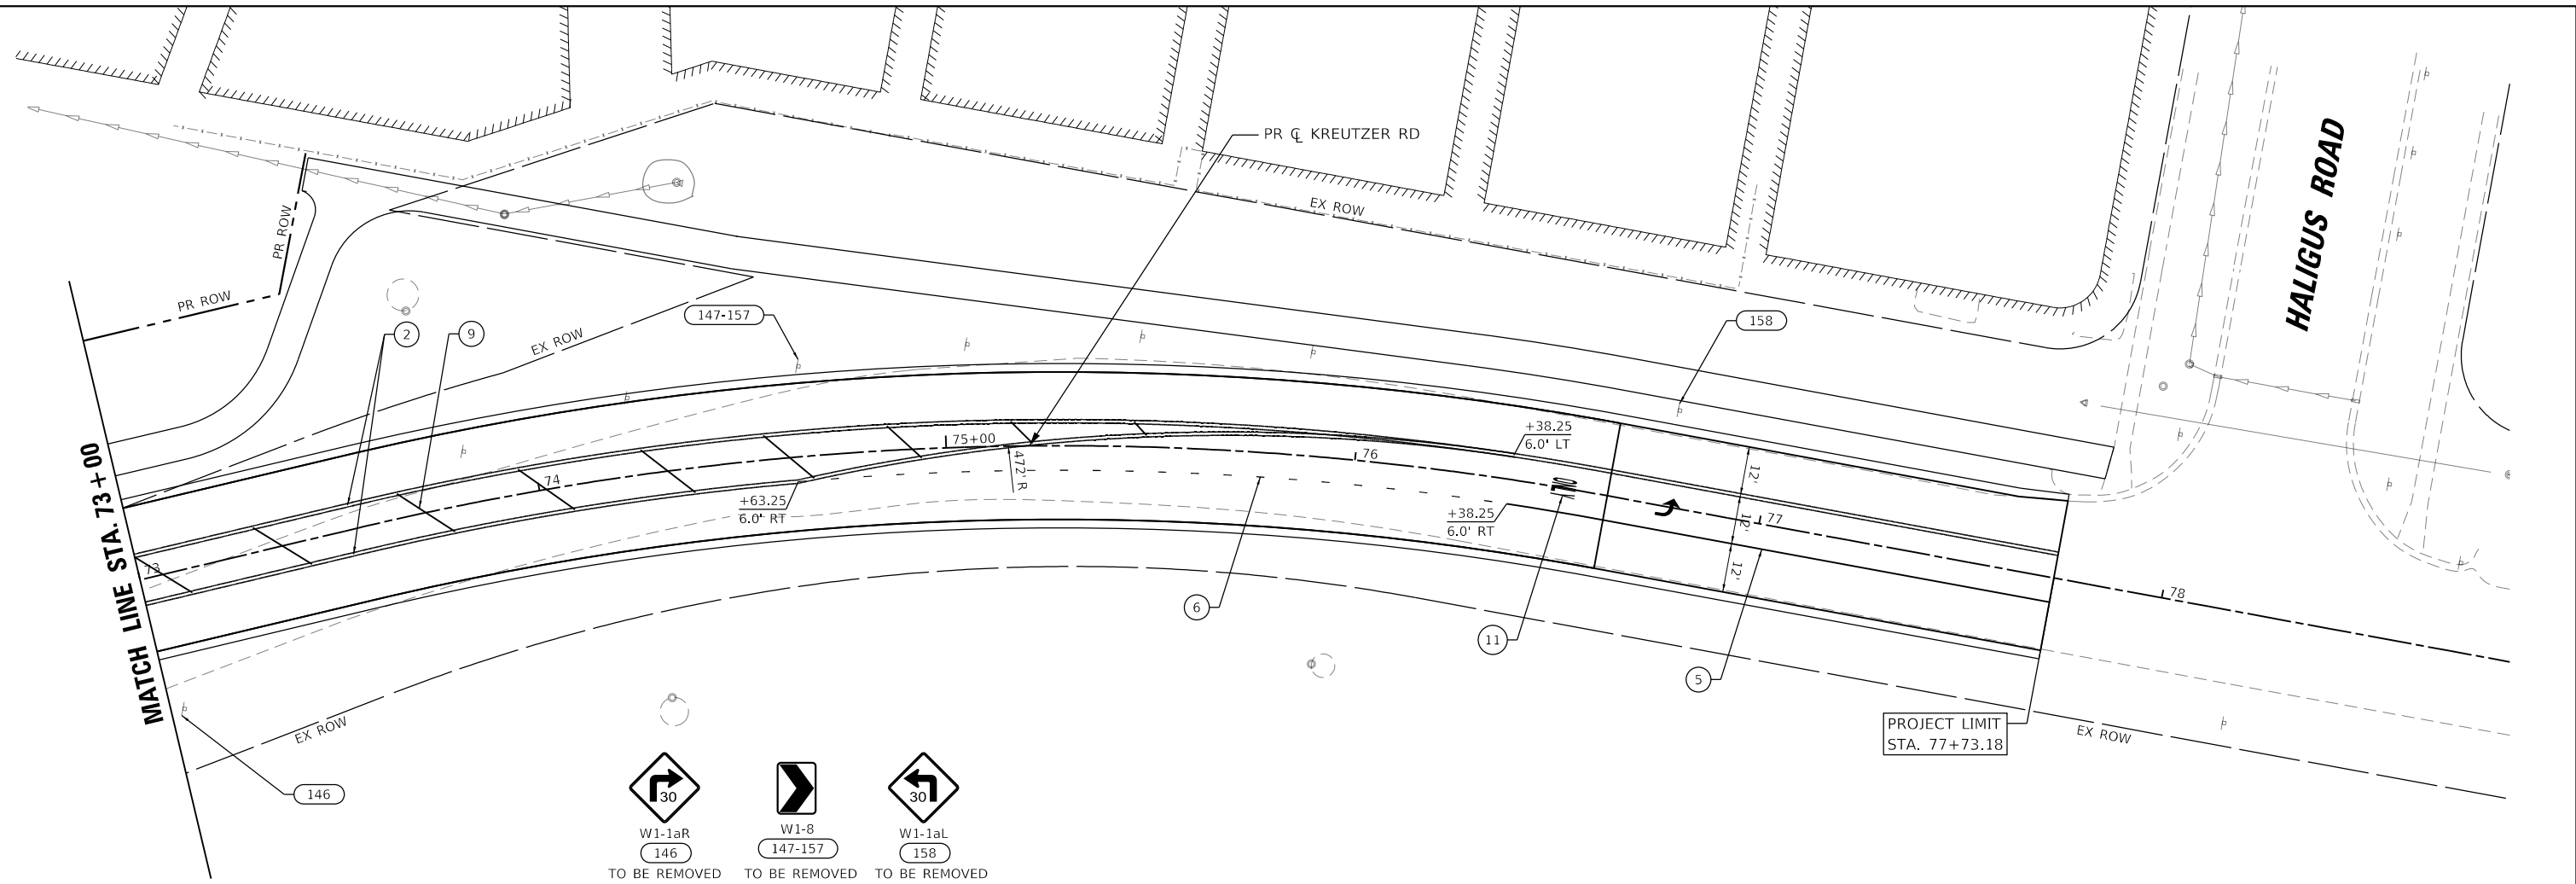 PR ℄ KREUTZER RD
EX ROW
HALIGUS ROAD
PR ROW
PR ROW
2
9
EX ROW
147-157
158
MATCH LINE STA. 73+00
73
74
75+00
76
77
78
472' R
+63.25
6.0' RT
+38.25
6.0' LT
+38.25
6.0' RT
12'
12'
12'
6
11
5
PROJECT LIMIT
STA. 77+73.18
EX ROW
EX ROW
146
30
W1-1aR
146
TO BE REMOVED
W1-8
147-157
TO BE REMOVED
30
W1-1aL
158
TO BE REMOVED